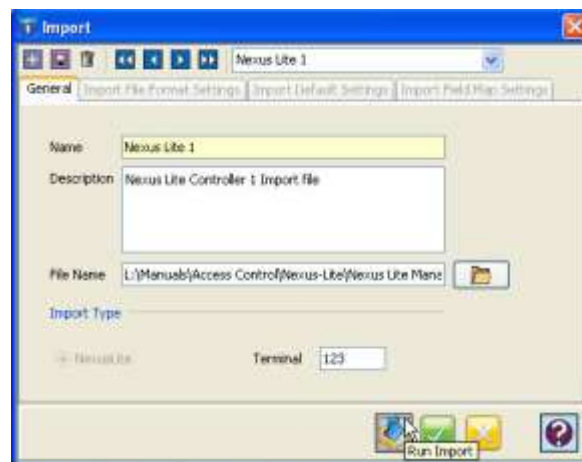 Import
Nexus Lite 1
General Import File Format Settings Import Default Settings Import Field Map Settings
Name Nexus Lite 1
Description Nexus Lite Controller 1 Import file
File Name L:\Manuals\Access Control\Nexus-Lite\Nexus Lite Mana
Import Type
NexusLite Terminal 123
Run Import